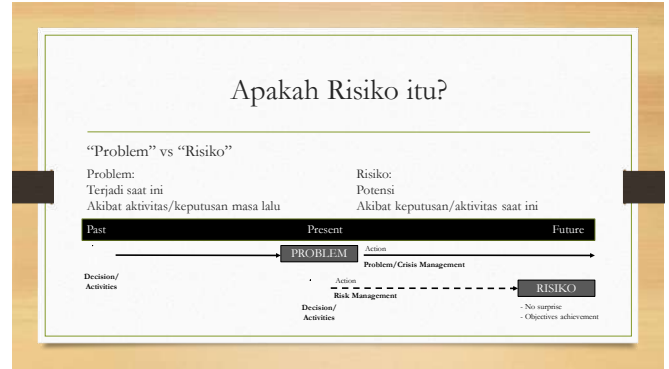 Apakah Risiko itu?
“Problem” vs “Risiko”
Problem:
Terjadi saat ini
Akibat aktivitas/keputusan masa lalu
Risiko:
Potensi
Akibat keputusan/aktivitas saat ini
Past Present Future
PROBLEM
Action
Problem/Crisis Management
Decision/
Activities
Action
Risk Management
RISIKO
Decision/
Activities
- No surprise
- Objectives achievement